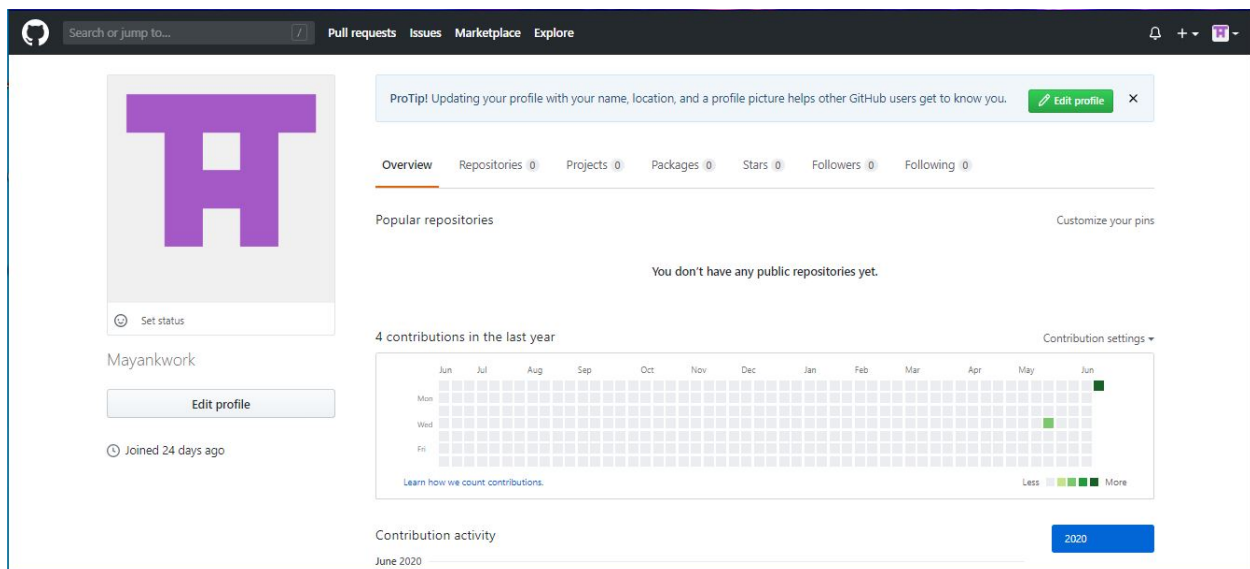 Search or jump to... / Pull requests Issues Marketplace Explore
ProTip! Updating your profile with your name, location, and a profile picture helps other GitHub users get to know you. Edit profile
Overview Repositories 0 Projects 0 Packages 0 Stars 0 Followers 0 Following 0
Popular repositories Customize your pins
You don't have any public repositories yet.
Set status
Mayankwork
Edit profile
Joined 24 days ago
4 contributions in the last year Contribution settings
Jun Jul Aug Sep Oct Nov Dec Jan Feb Mar Apr May Jun
Mon
Wed
Fri
Learn how we count contributions. Less More
Contribution activity 2020
June 2020